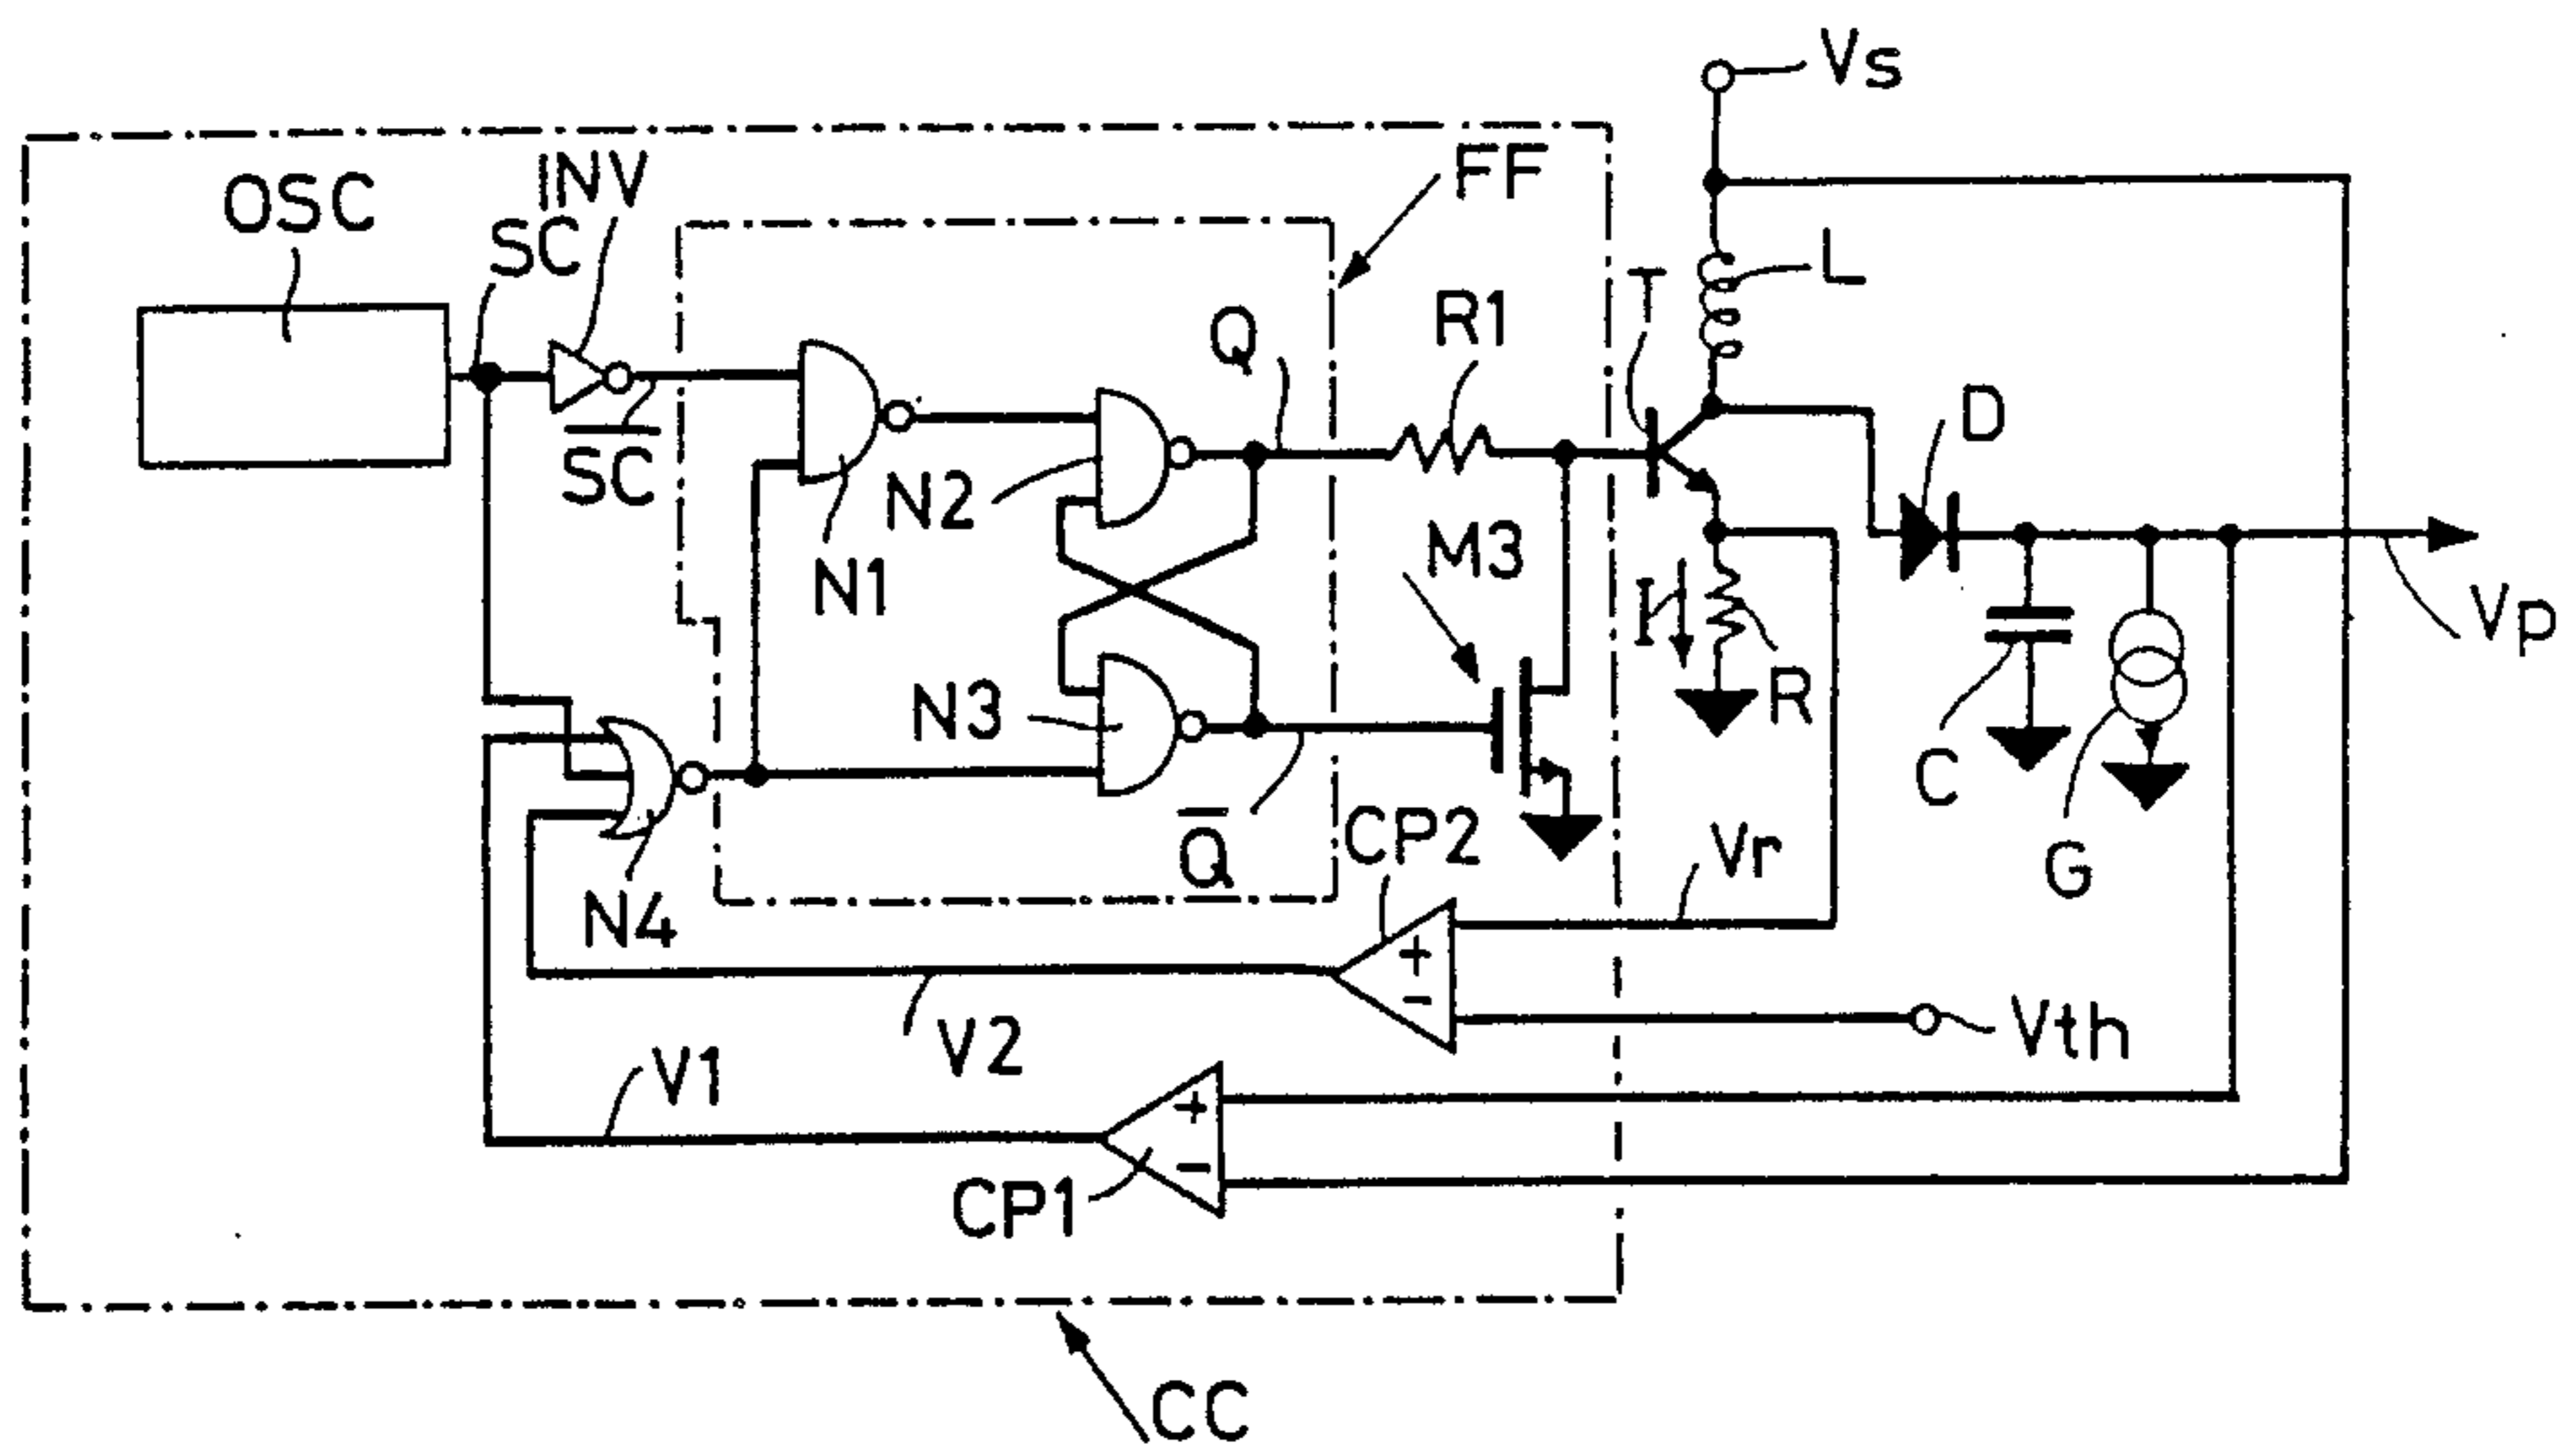 Vs
INV
FF
OSC
SC
L
T
R1
Q
D
S̅C̅
N2
M3
N1
I
Vp
N3
R
C
CP2
Q̅
Vr
G
N4
Vth
V2
V1
CP1
+
-
+
-
CC